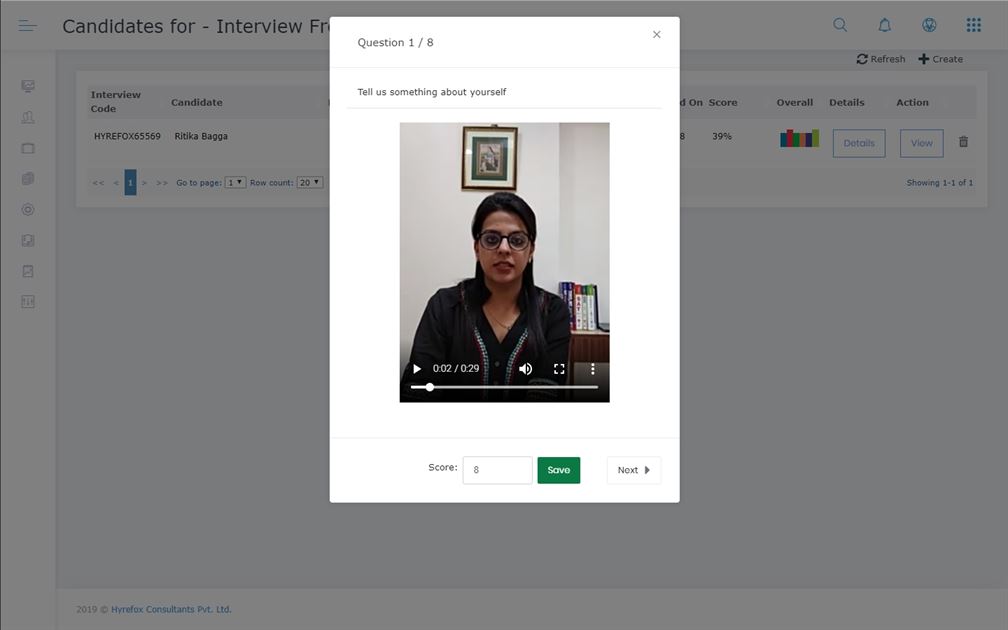 Candidates for - Interview Fr
Question 1 / 8
Refresh
Create
Tell us something about yourself
Interview Code
Candidate
d On
Score
Overall
Details
Action
HYREFOX65569
Ritika Bagga
8
39%
Details
View
<< < 1 > >> Go to page: 1 Row count: 20
Showing 1-1 of 1
0:02 / 0:29
Score: 8
Save
Next
2019 © Hyrefox Consultants Pvt. Ltd.